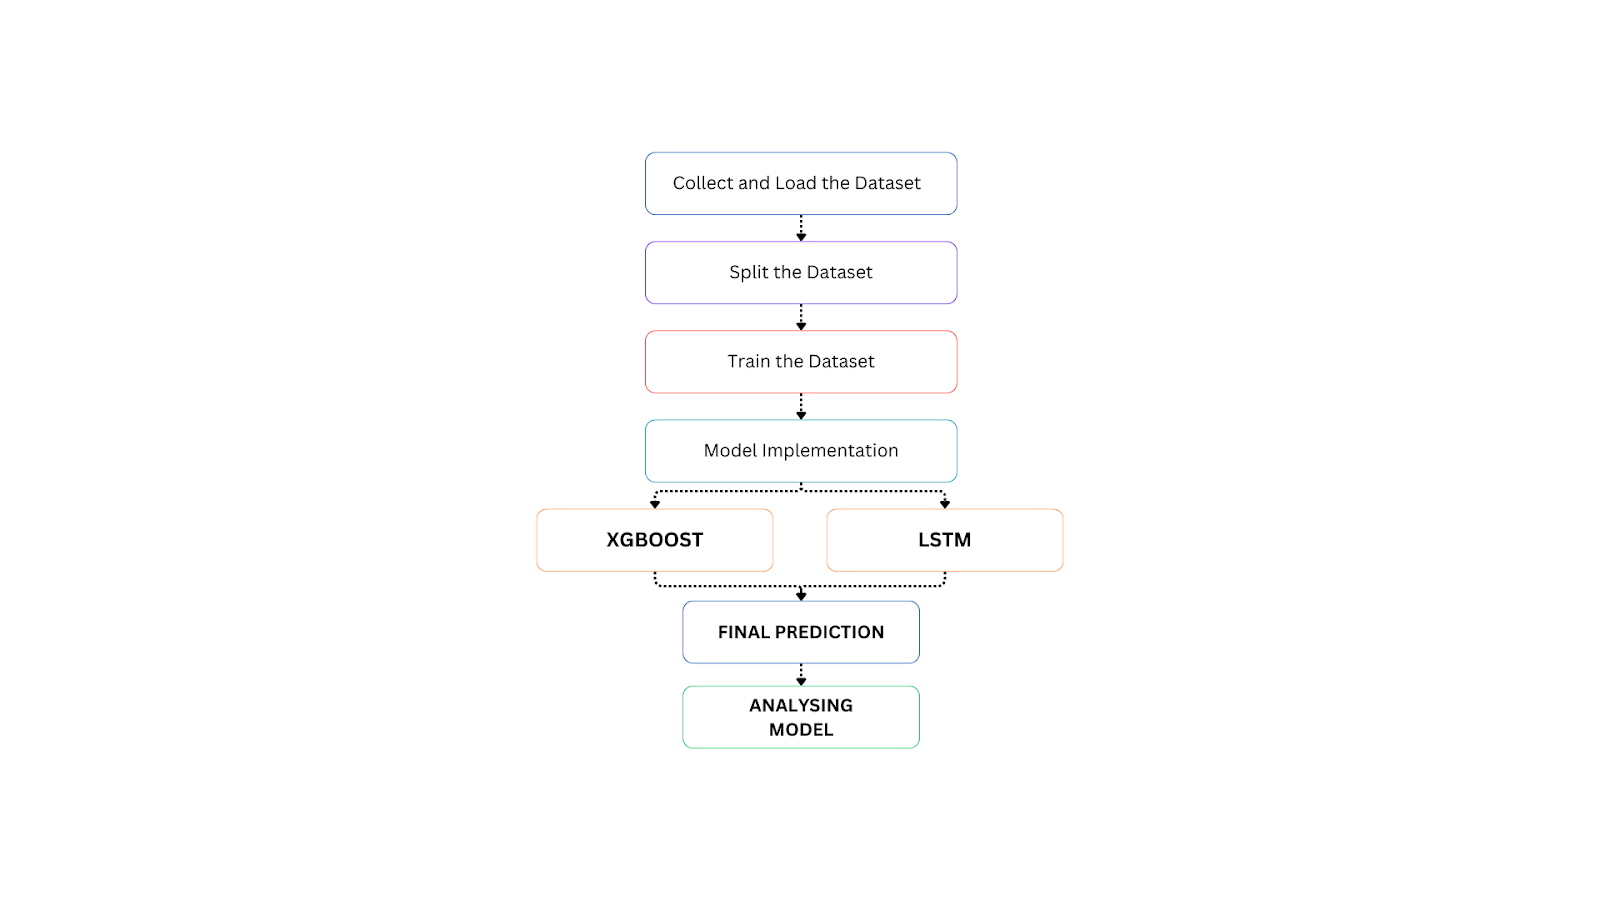 Collect and Load the Dataset
Split the Dataset
Train the Dataset
Model Implementation
XGBOOST
LSTM
FINAL PREDICTION
ANALYSING
MODEL